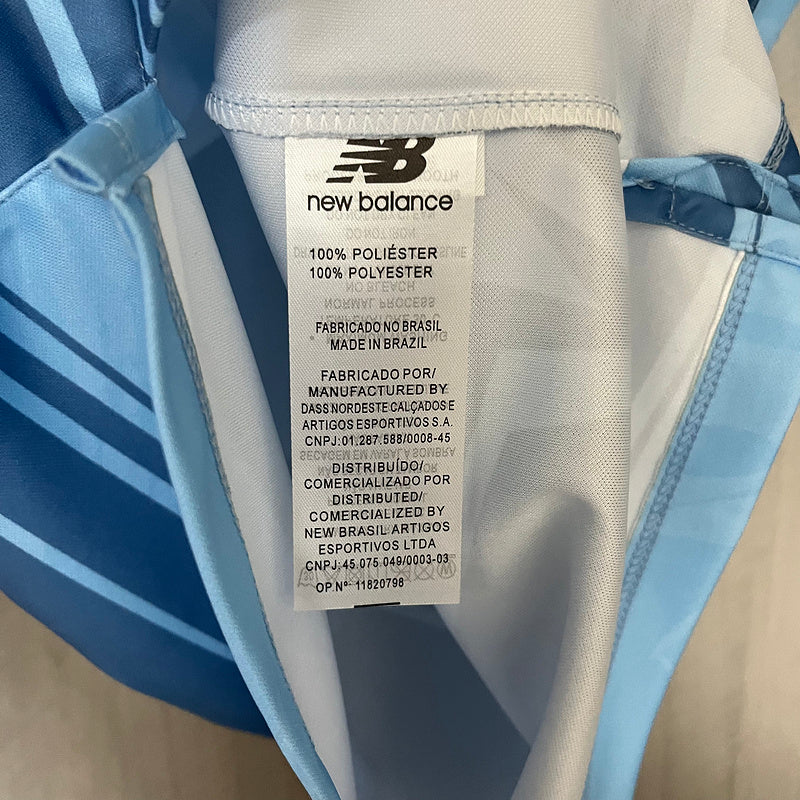 NB
new balance
100% POLIÉSTER
100% POLYESTER
FABRICADO NO BRASIL
MADE IN BRAZIL
FABRICADO POR/
MANUFACTURED BY
DASS NORDESTE CALÇADOS E
ARTIGOS ESPORTIVOS S.A.
CNPJ:01.287.588/0008-45
DISTRIBUÍDO/
COMERCIALIZADO POR
DISTRIBUTED/
COMERCIALIZED BY
NEW BRASIL ARTIGOS
ESPORTIVOS LTDA
CNPJ:45.075.049/0003-03
OP Nº: 11820798